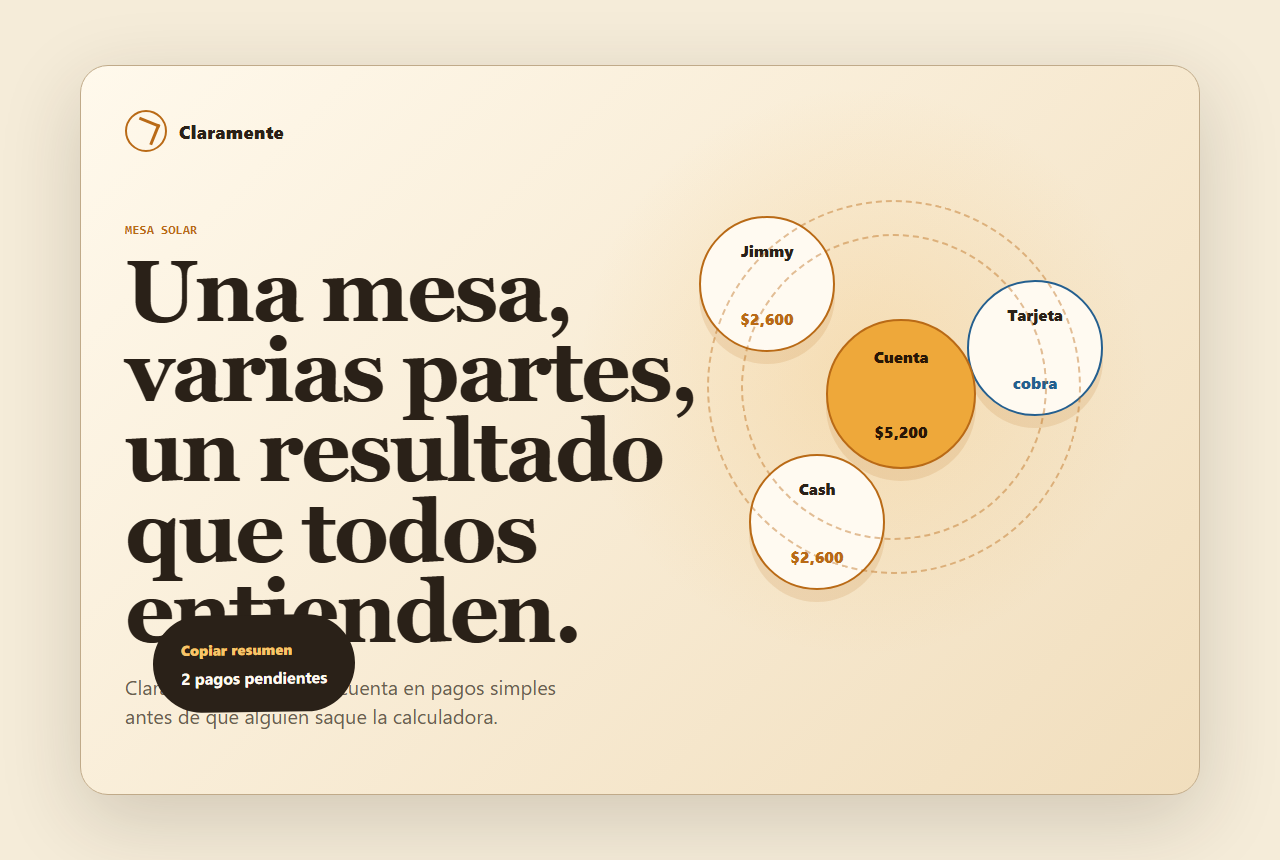 Claramente
MESA SOLAR
Una mesa,
varias partes,
un resultado
que todos
entienden.
cuenta en pagos simples
antes de que alguien saque la calculadora.
Copiar resumen
2 pagos pendientes
Jimmy
$2,600
Tarjeta
cobra
Cuenta
$5,200
Cash
$2,600